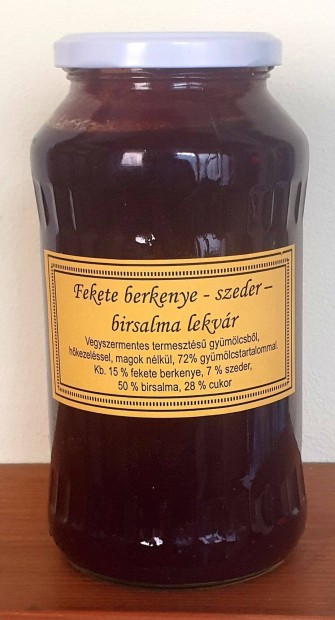 Fekete berkenye - szeder –
birsalma lekvár
Vegyszermentes termesztésű gyümölcsből,
hőkezeléssel, magok nélkül, 72% gyümölcstartalommal.
Kb. 15 % fekete berkenye, 7 % szeder,
50 % birsalma, 28 % cukor